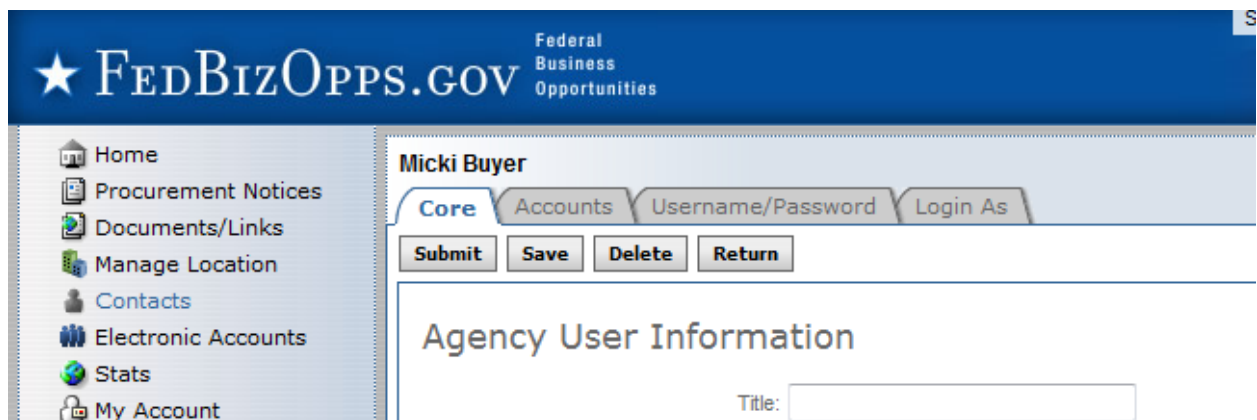 S
FedBizOpps.gov
Federal
Business
Opportunities
Home
Procurement Notices
Documents/Links
Manage Location
Contacts
Electronic Accounts
Stats
My Account
Micki Buyer
Core Accounts Username/Password Login As
Submit Save Delete Return
Agency User Information
Title: